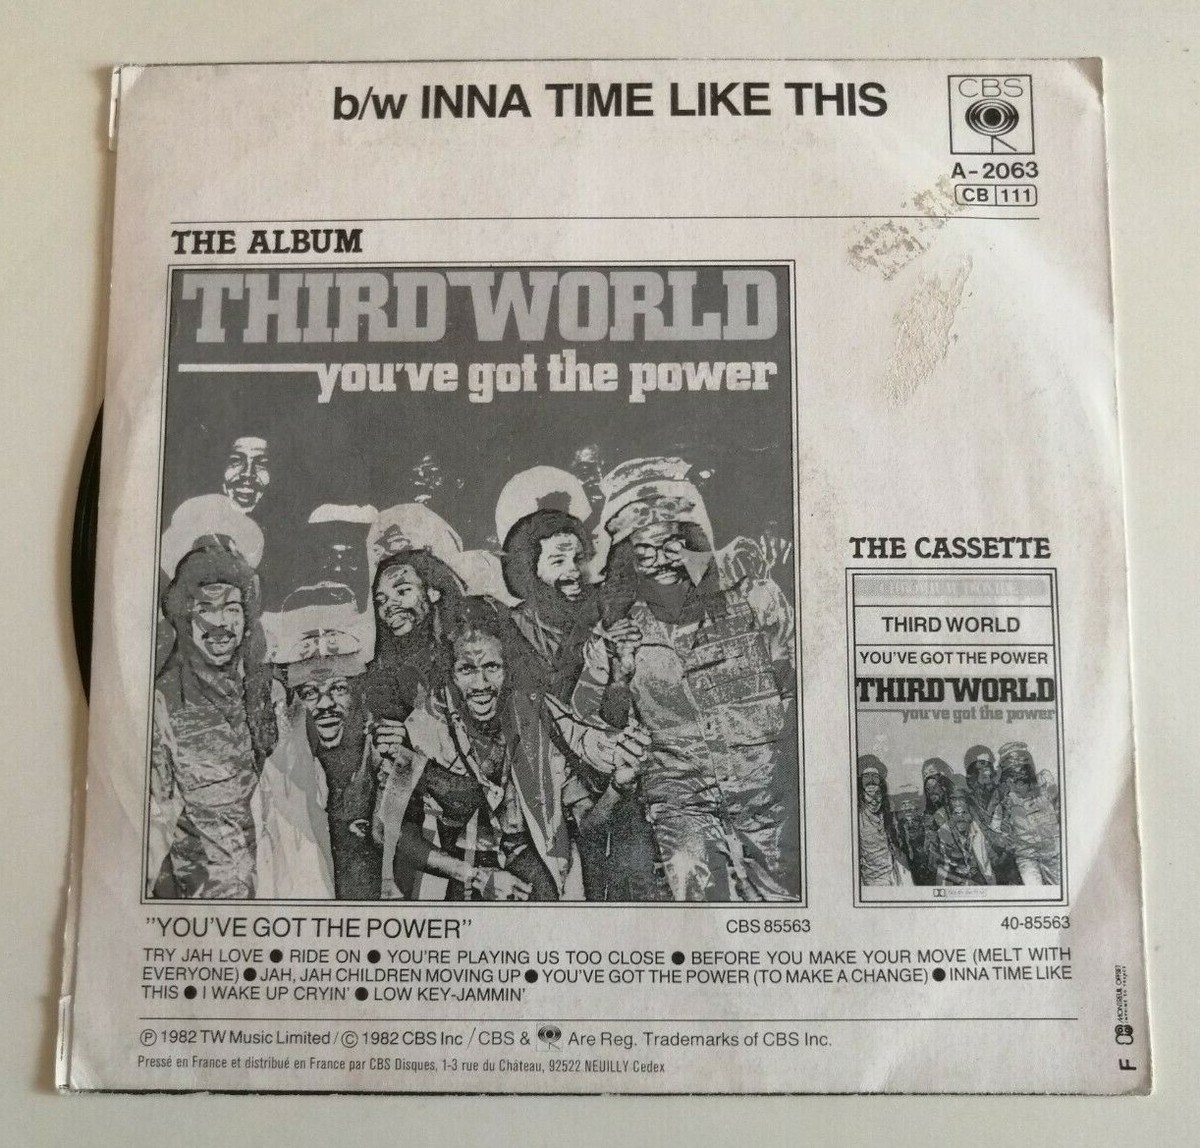 b/w INNA TIME LIKE THIS
CBS
A-2063
CB 111
THE ALBUM
THIRD WORLD
you've got the power
THE CASSETTE
THIRD WORLD
YOU'VE GOT THE POWER
THIRD WORLD
you've got the power
"YOU'VE GOT THE POWER"
CBS 85563
40-85563
TRY JAH LOVE ● RIDE ON ● YOU'RE PLAYING US TOO CLOSE ● BEFORE YOU MAKE YOUR MOVE (MELT WITH
EVERYONE) ● JAH, JAH CHILDREN MOVING UP ● YOU'VE GOT THE POWER (TO MAKE A CHANGE) ● INNA TIME LIKE
THIS ● I WAKE UP CRYIN' ● LOW KEY-JAMMIN'
Ⓟ 1982 TW Music Limited / © 1982 CBS Inc / CBS & Are Reg. Trademarks of CBS Inc.
Pressé en France et distribué en France par CBS Disques, 1-3 rue du Château, 92522 NEUILLY Cedex
F